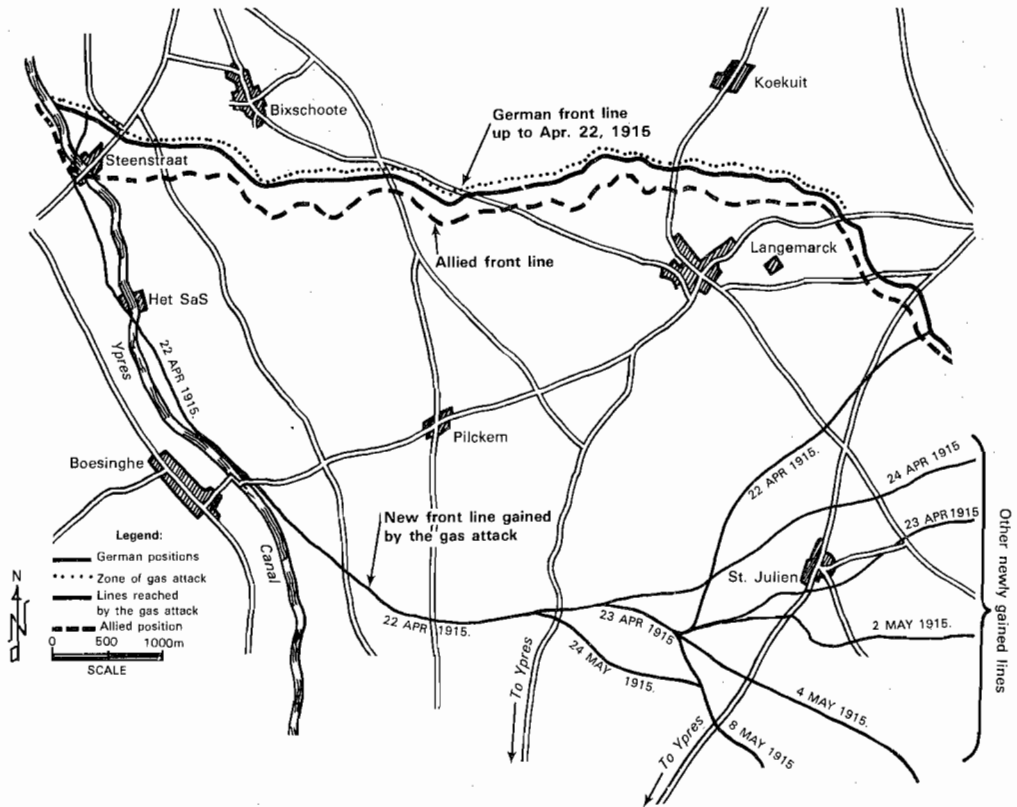 Koekuit
Bixschoote
German front line
up to Apr. 22, 1915
Steenstraat
Allied front line
Langemarck
Het SaS
Ypres
22 APR 1915.
Pilckem
Boesinghe
22 APR 1915.
24 APR 1915
23 APR 1915
New front line gained
by the gas attack
Canal
St. Julien
Other newly gained lines
Legend:
German positions
Zone of gas attack
Lines reached
by the gas attack
Allied position
0 500 1000m
SCALE
N
22 APR 1915.
23 APR 1915
2 MAY 1915.
24 MAY 1915.
4 MAY 1915.
8 MAY 1915
To Ypres
To Ypres